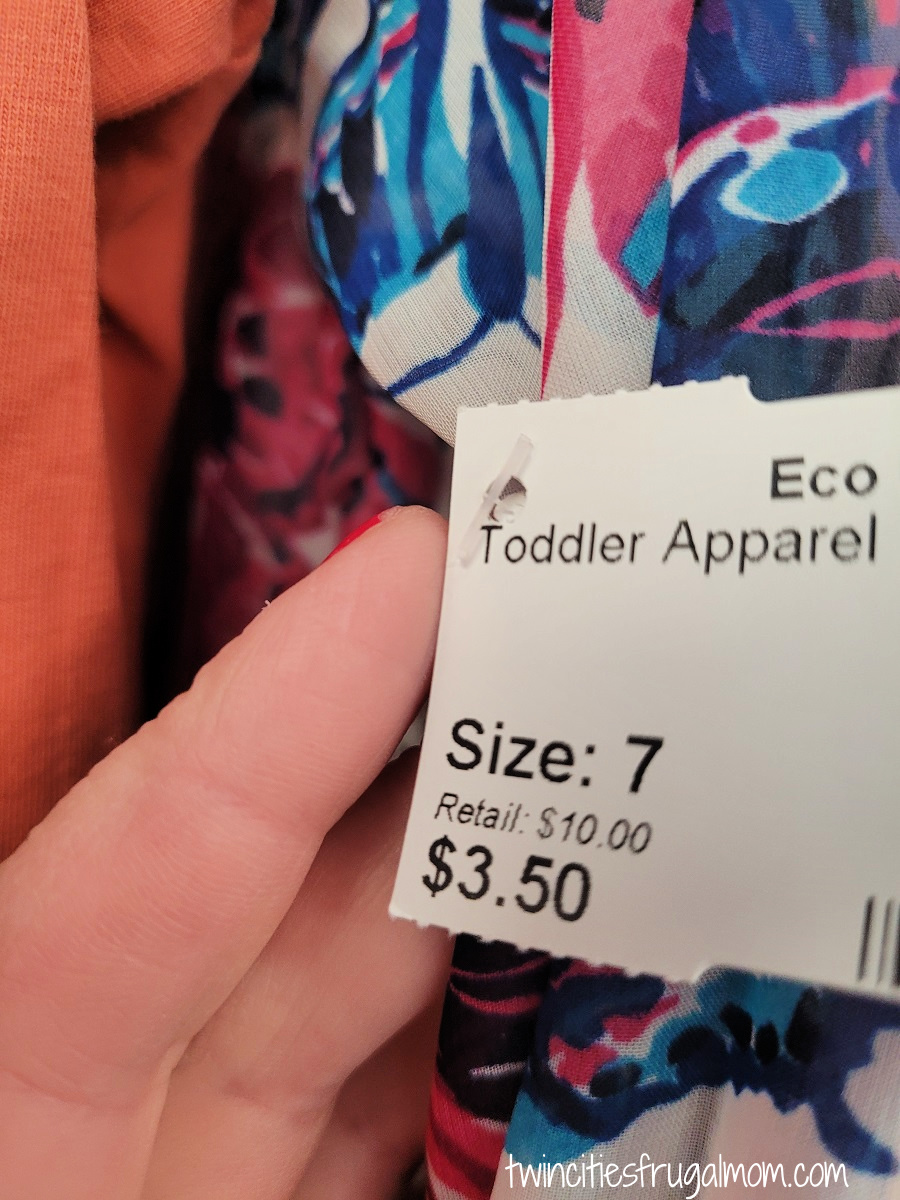 Eco
Toddler Apparel
Size: 7
Retail: $10.00
$3.50
twincitiesfrugalmom.com